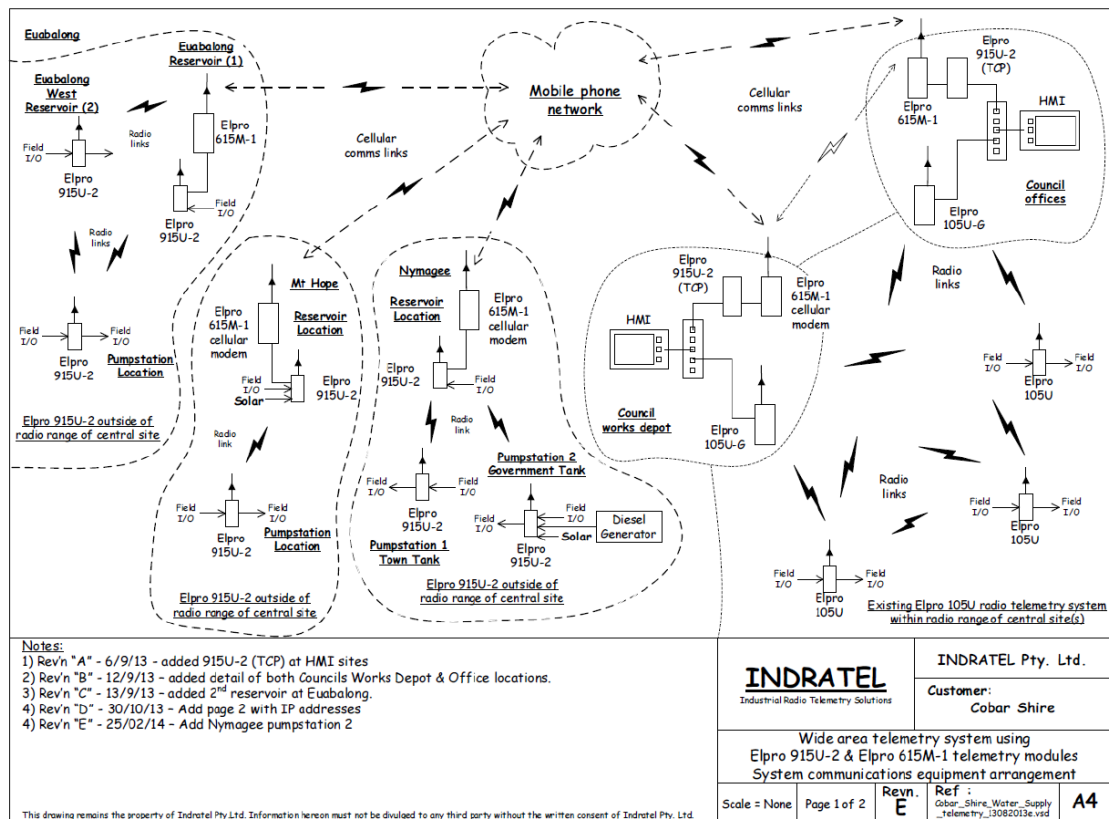 Euabalong
Euabalong
Reservoir (1)
Euabalong
West
Reservoir (2)
Field
I/O
Radio
links
Elpro
915U-2
Elpro
615M-1
Field
I/O
Elpro
915U-2
Radio
links
Field
I/O
Field
I/O
Elpro
915U-2
Pumpstation
Location
Elpro 915U-2 outside of
radio range of central site
Mobile phone
network
Cellular
comms links
Cellular
comms links
Mt Hope
Elpro
615M-1
cellular
modem
Reservoir
Location
Field
I/O
Solar
Elpro
915U-2
Radio
link
Field
I/O
Field
I/O
Elpro
915U-2
Pumpstation
Location
Elpro 915U-2 outside of
radio range of central site
Nymagee
Reservoir
Location
Elpro
615M-1
cellular
modem
Field
I/O
Elpro
915U-2
Radio
link
Field
I/O
Field
I/O
Elpro
915U-2
Pumpstation 1
Town Tank
Pumpstation 2
Government Tank
Field
I/O
Field
I/O
Solar
Diesel
Generator
Elpro
915U-2
Elpro 915U-2 outside of
radio range of central site
Elpro
915U-2
(TCP)
Elpro
615M-1
HMI
Council
offices
Elpro
105U-G
Elpro
915U-2
(TCP)
Elpro
615M-1
cellular
modem
HMI
Council
works depot
Elpro
105U-G
Radio
links
Field
I/O
Field
I/O
Elpro
105U
Radio
links
Field
I/O
Field
I/O
Elpro
105U
Field
I/O
Field
I/O
Elpro
105U
Existing Elpro 105U radio telemetry system
within radio range of central site(s)
Notes:
1) Rev'n "A" - 6/9/13 - added 915U-2 (TCP) at HMI sites
2) Rev'n "B" - 12/9/13 - added detail of both Councils Works Depot & Office locations.
3) Rev'n "C" - 13/9/13 - added 2nd reservoir at Euabalong.
4) Rev'n "D" - 30/10/13 - Add page 2 with IP addresses
4) Rev'n "E" - 25/02/14 - Add Nymagee pumpstation 2
This drawing remains the property of Indratel Pty.Ltd. Information hereon must not be divulged to any third party without the written consent of Indratel Pty. Ltd.
INDRATEL
Industrial Radio Telemetry Solutions
INDRATEL Pty. Ltd.
Customer:
Cobar Shire
Wide area telemetry system using
Elpro 915U-2 & Elpro 615M-1 telemetry modules
System communications equipment arrangement
Scale = None
Page 1 of 2
Revn.
E
Ref :
Cobar_Shire_Water_Supply
_telemetry_13082013e.vsd
A4